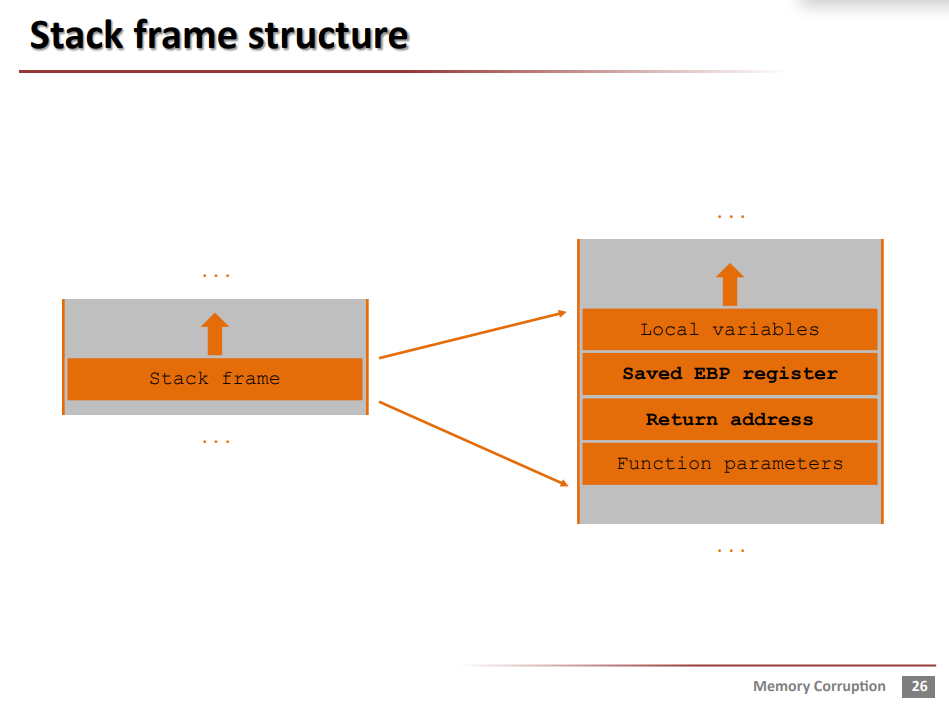 Stack frame structure
...
...
Stack frame
...
Local variables
Saved EBP register
Return address
Function parameters
...
Memory Corruption 26